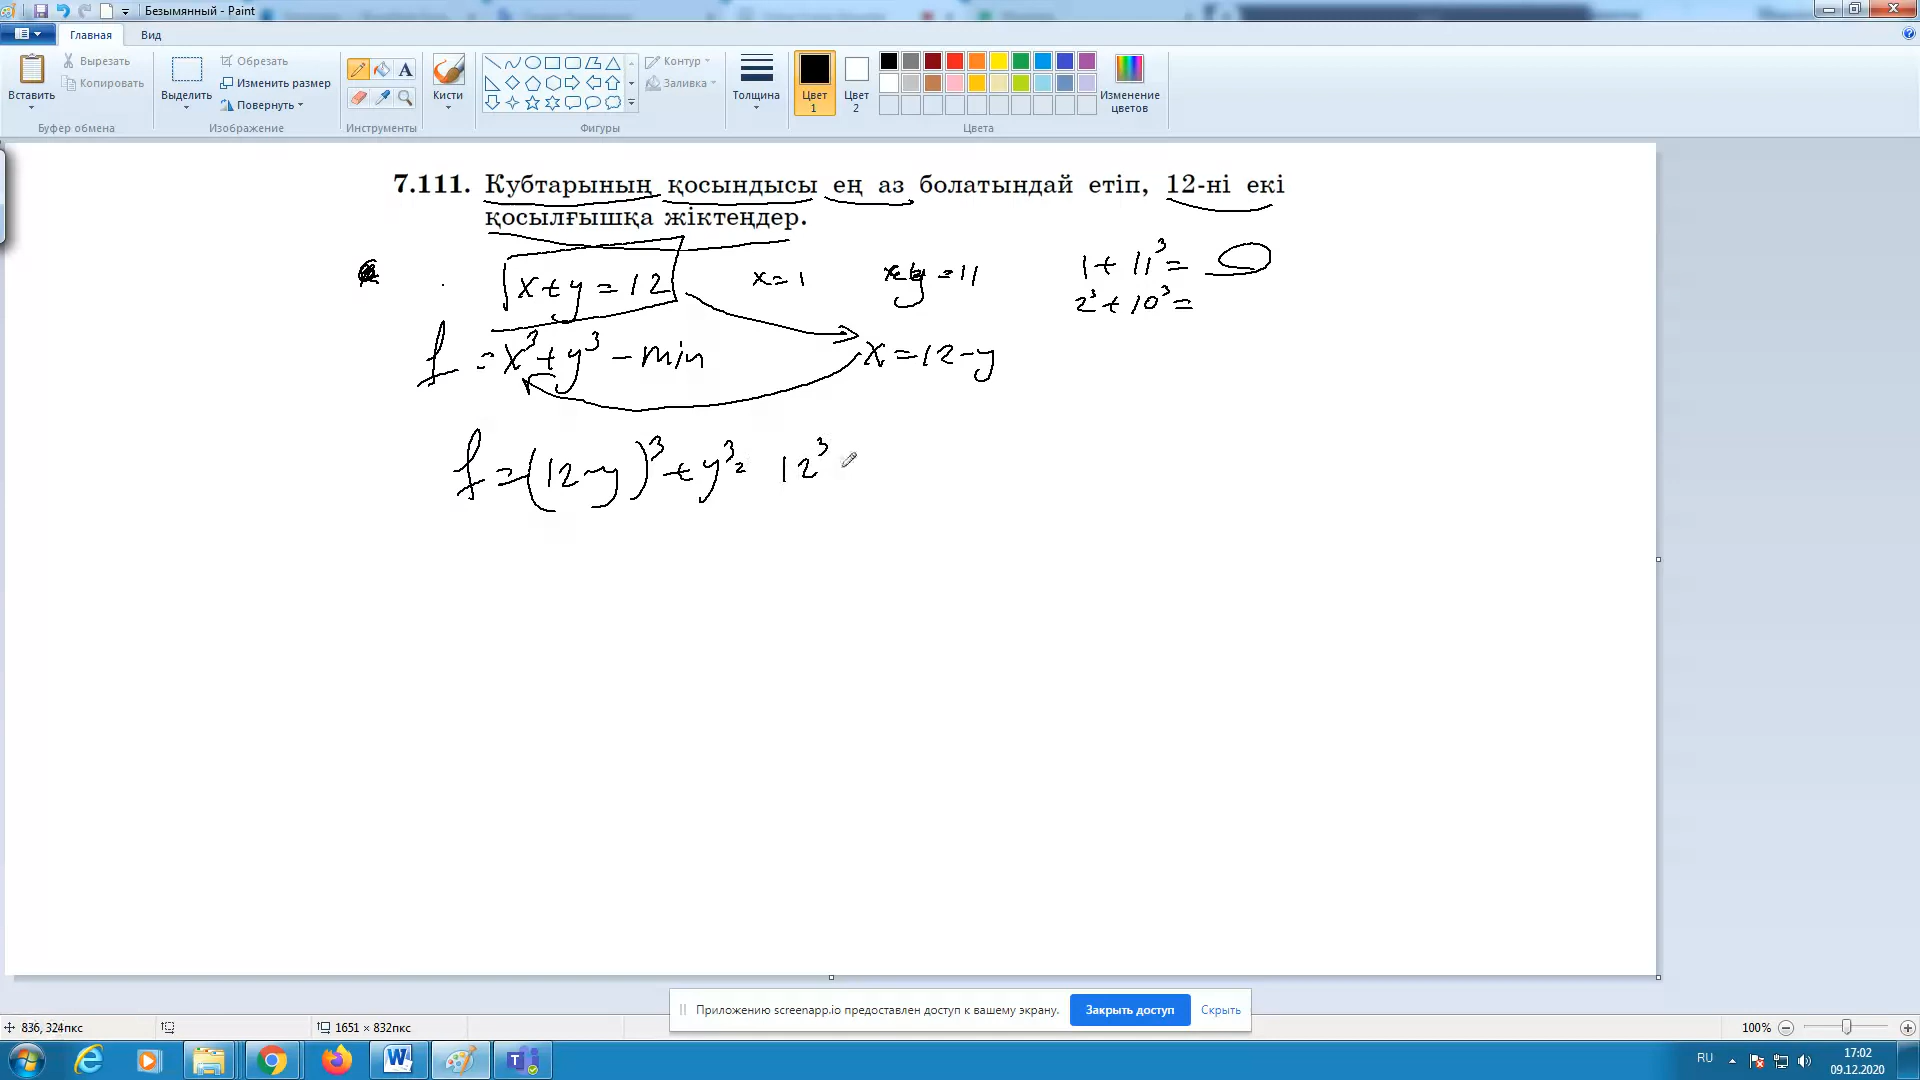 Безымянный - Paint
Главная
Вид
Вставить
Вырезать
Копировать
Буфер обмена
Выделить
Обрезать
Изменить размер
Повернуть
Изображение
Инструменты
Кисти
Фигуры
Контур
Заливка
Толщина
Цвет 1
Цвет 2
Изменение цветов
Цвета
7.111. Кубтарының қосындысы ең аз болатындай етіп, 12-ні екі
қосылғышқа жіктеңдер.
x+y=12
x=1
y=11
1+11³=
2³+10³=
f=x³+y³-min
x=12-y
f=(12-y)³+y³= 12³
Приложению screenapp.io предоставлен доступ к вашему экрану.
Закрыть доступ
Скрыть
836, 324пкс
1651 × 832пкс
100%
RU
17:02
09.12.2020